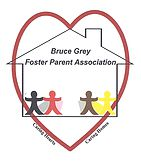 Bruce Grey
Foster Parent Association
Caring Hearts
Caring Homes